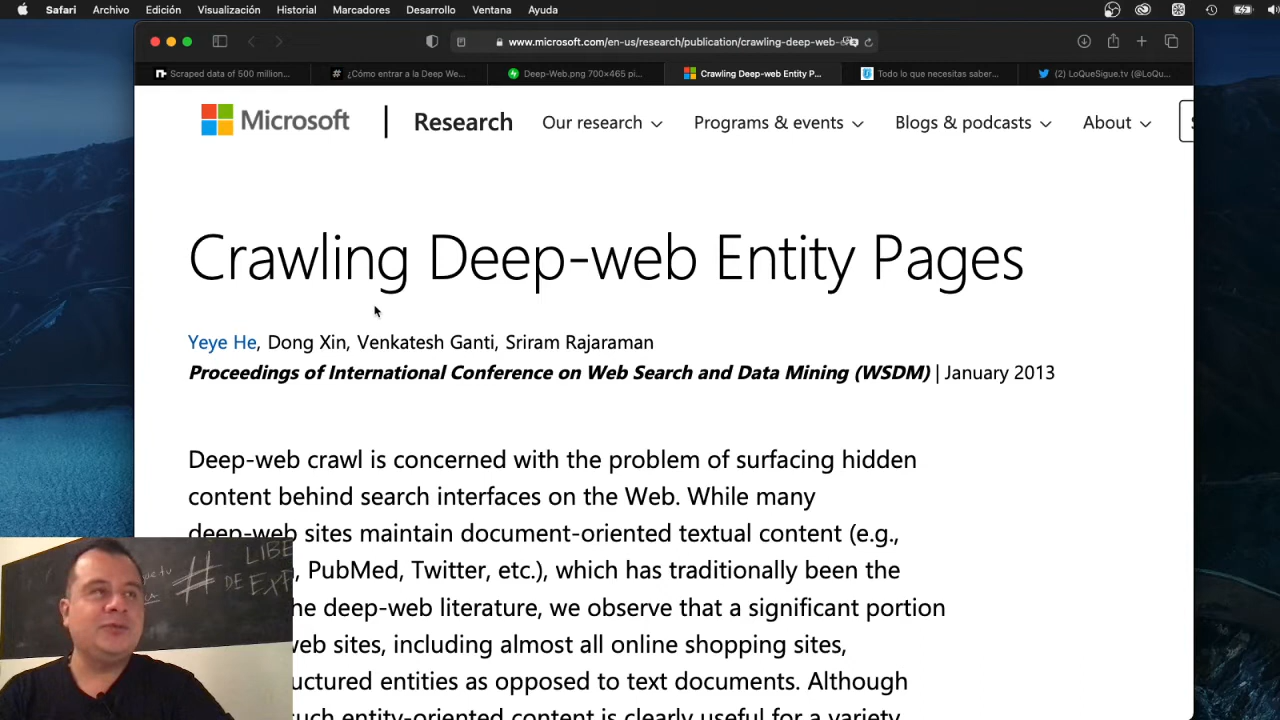 Safari Archivo Edición Visualización Historial Marcadores Desarrollo Ventana Ayuda
www.microsoft.com/en-us/research/publication/crawling-deep-web-
Scraped data of 500 million... # ¿Cómo entrar a la Deep We... Deep-Web.png 700×465 pi... Crawling Deep-web Entity P... Todo lo que necesitas saber... (2) LoQueSigue.tv (@LoQu...
Microsoft | Research Our research Programs & events Blogs & podcasts About
Crawling Deep-web Entity Pages
Yeye He, Dong Xin, Venkatesh Ganti, Sriram Rajaraman
Proceedings of International Conference on Web Search and Data Mining (WSDM) | January 2013
Deep-web crawl is concerned with the problem of surfacing hidden
content behind search interfaces on the Web. While many
deep-web sites maintain document-oriented textual content (e.g.,
, PubMed, Twitter, etc.), which has traditionally been the
he deep-web literature, we observe that a significant portion
web sites, including almost all online shopping sites,
uctured entities as opposed to text documents. Although
such entity-oriented content is clearly useful for a variety
# LIBE
DE EXP